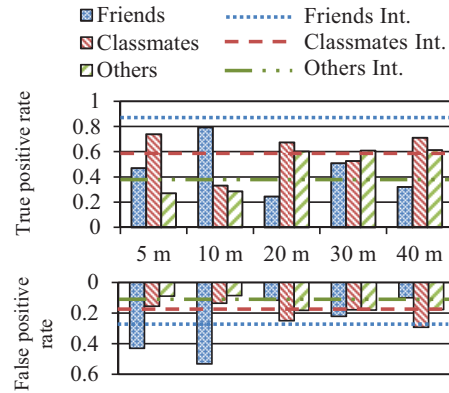 Friends
Friends Int.
Classmates
Classmates Int.
Others
Others Int.
True positive rate
1
0.8
0.6
0.4
0.2
0
5 m 10 m 20 m 30 m 40 m
False positive
rate
0
0.2
0.4
0.6